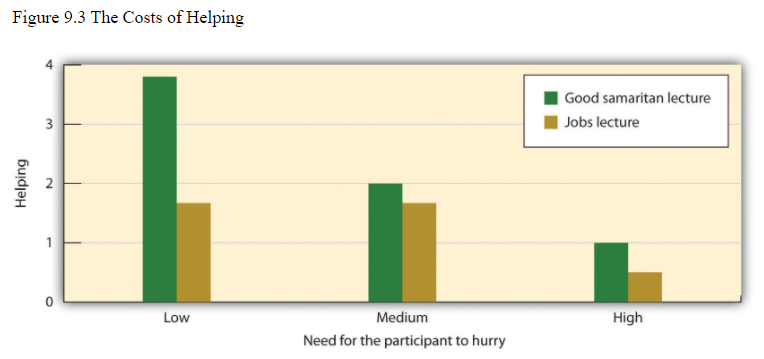 Figure 9.3 The Costs of Helping
4
3
2
1
0
Helping
Good samaritan lecture
Jobs lecture
Low
Medium
High
Need for the participant to hurry